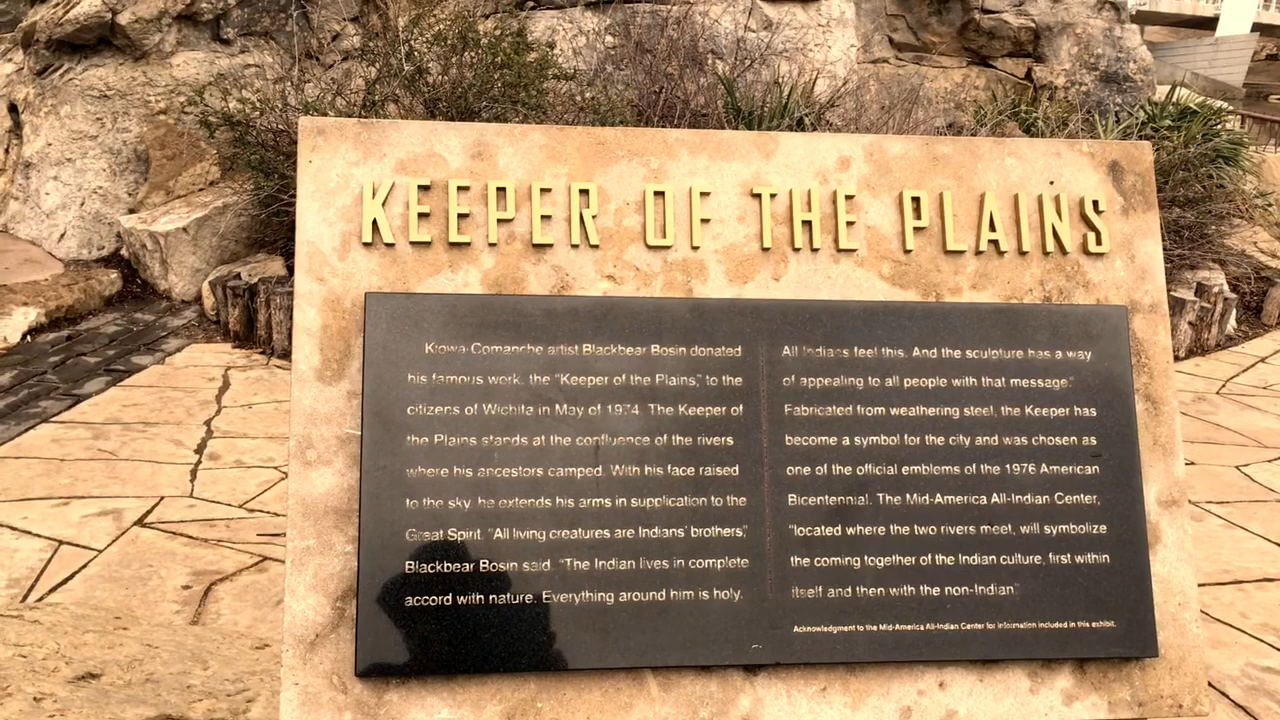 KEEPER OF THE PLAINS
Kiowa-Comanche artist Blackbear Bosin donated
his famous work, the "Keeper of the Plains," to the
citizens of Wichita in May of 1974. The Keeper of
the Plains stands at the confluence of the rivers
where his ancestors camped. With his face raised
to the sky, he extends his arms in supplication to the
Great Spirit. "All living creatures are Indians' brothers,"
Blackbear Bosin said. "The Indian lives in complete
accord with nature. Everything around him is holy.
All Indians feel this. And the sculpture has a way
of appealing to all people with that message."
Fabricated from weathering steel, the Keeper has
become a symbol for the city and was chosen as
one of the official emblems of the 1976 American
Bicentennial. The Mid-America All-Indian Center,
"located where the two rivers meet, will symbolize
the coming together of the Indian culture, first within
itself and then with the non-Indian."
Acknowledgment to the Mid-America All-Indian Center for information included in this exhibit.